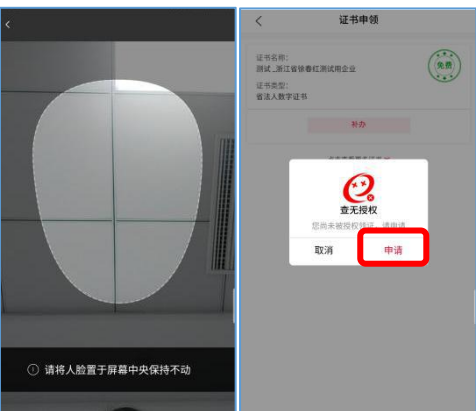 请将人脸置于屏幕中央保持不动
证书申领
证书名称：
测试_浙江省徐春红测试用企业
证书类型：
省法人数字证书
免费
补办
查无授权
您尚未被授权领证，请申请
取消
申请